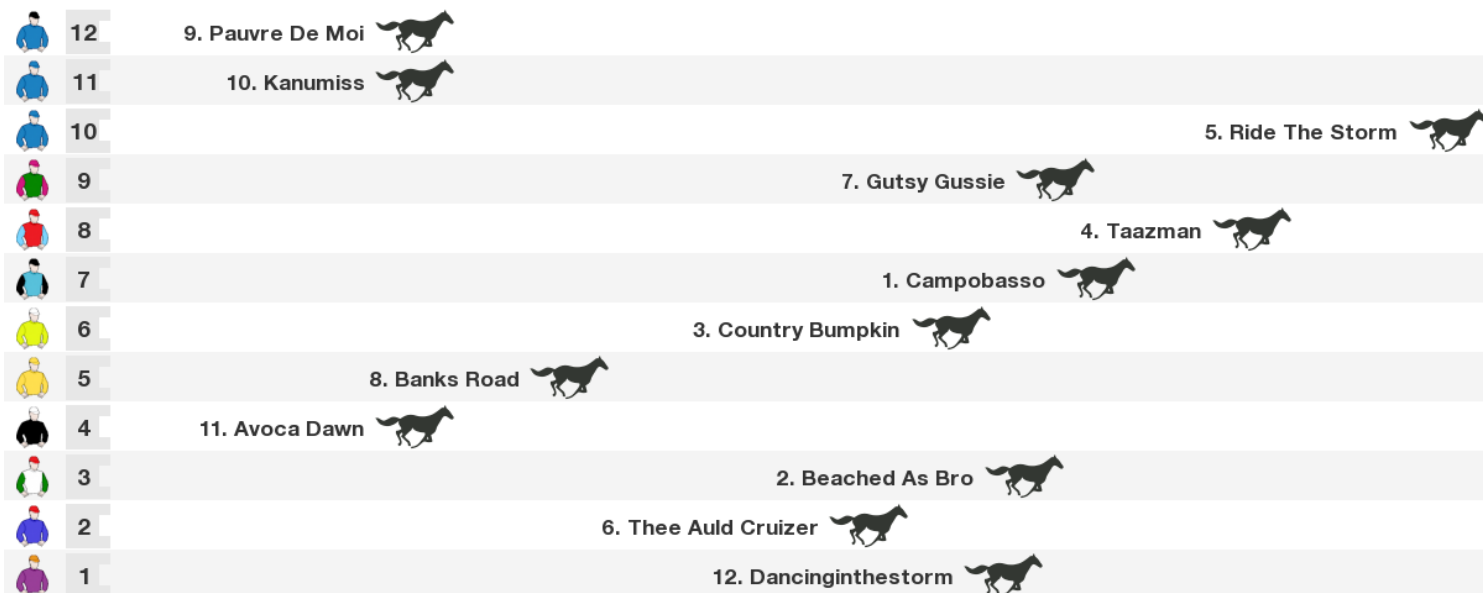 12 9. Pauvre De Moi
11 10. Kanumiss
10 5. Ride The Storm
9 7. Gutsy Gussie
8 4. Taazman
7 1. Campobasso
6 3. Country Bumpkin
5 8. Banks Road
4 11. Avoca Dawn
3 2. Beached As Bro
2 6. Thee Auld Cruizer
1 12. Dancinginthestorm